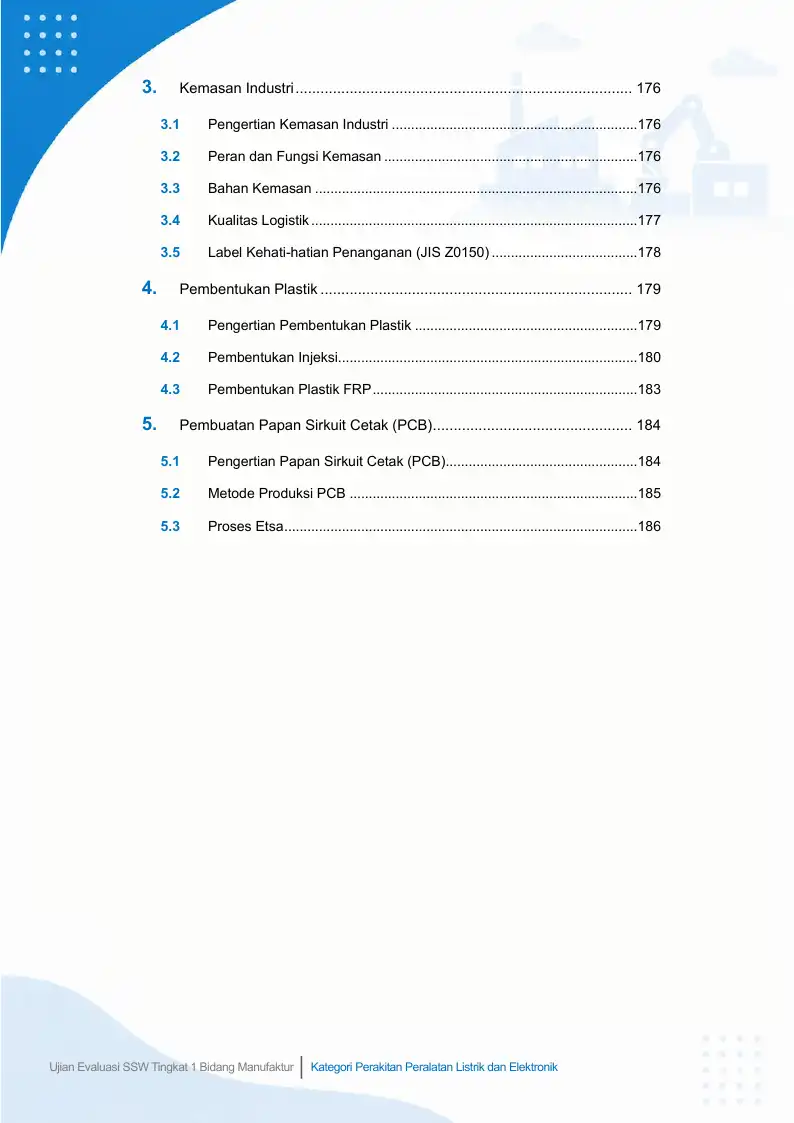 3. Kemasan Industri ................................................................................. 176
3.1 Pengertian Kemasan Industri ................................................................176
3.2 Peran dan Fungsi Kemasan ..................................................................176
3.3 Bahan Kemasan ....................................................................................176
3.4 Kualitas Logistik .....................................................................................177
3.5 Label Kehati-hatian Penanganan (JIS Z0150) ......................................178
4. Pembentukan Plastik ........................................................................... 179
4.1 Pengertian Pembentukan Plastik ..........................................................179
4.2 Pembentukan Injeksi..............................................................................180
4.3 Pembentukan Plastik FRP.....................................................................183
5. Pembuatan Papan Sirkuit Cetak (PCB)................................................ 184
5.1 Pengertian Papan Sirkuit Cetak (PCB)..................................................184
5.2 Metode Produksi PCB ...........................................................................185
5.3 Proses Etsa............................................................................................186
Ujian Evaluasi SSW Tingkat 1 Bidang Manufaktur | Kategori Perakitan Peralatan Listrik dan Elektronik